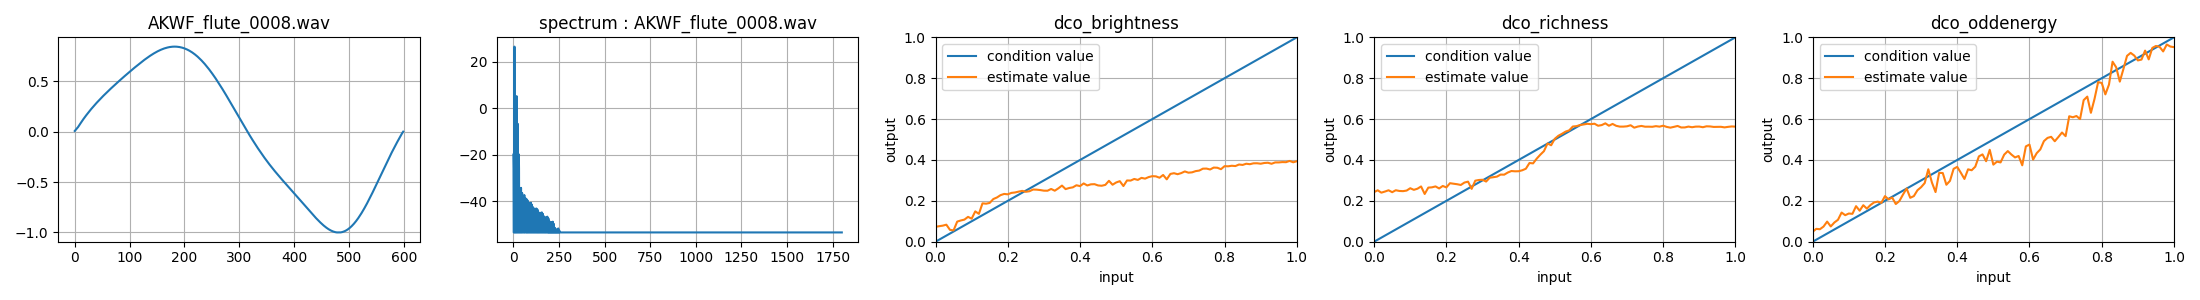 AKWF_flute_0008.wav
0.5
0.0
−0.5
−1.0
0 100 200 300 400 500 600
spectrum : AKWF_flute_0008.wav
20
0
−20
−40
0 250 500 750 1000 1250 1500 1750
dco_brightness
condition value
estimate value
output
1.0
0.8
0.6
0.4
0.2
0.0
0.0 0.2 0.4 0.6 0.8 1.0
input
dco_richness
condition value
estimate value
output
1.0
0.8
0.6
0.4
0.2
0.0
0.0 0.2 0.4 0.6 0.8 1.0
input
dco_oddenergy
condition value
estimate value
output
1.0
0.8
0.6
0.4
0.2
0.0
0.0 0.2 0.4 0.6 0.8 1.0
input